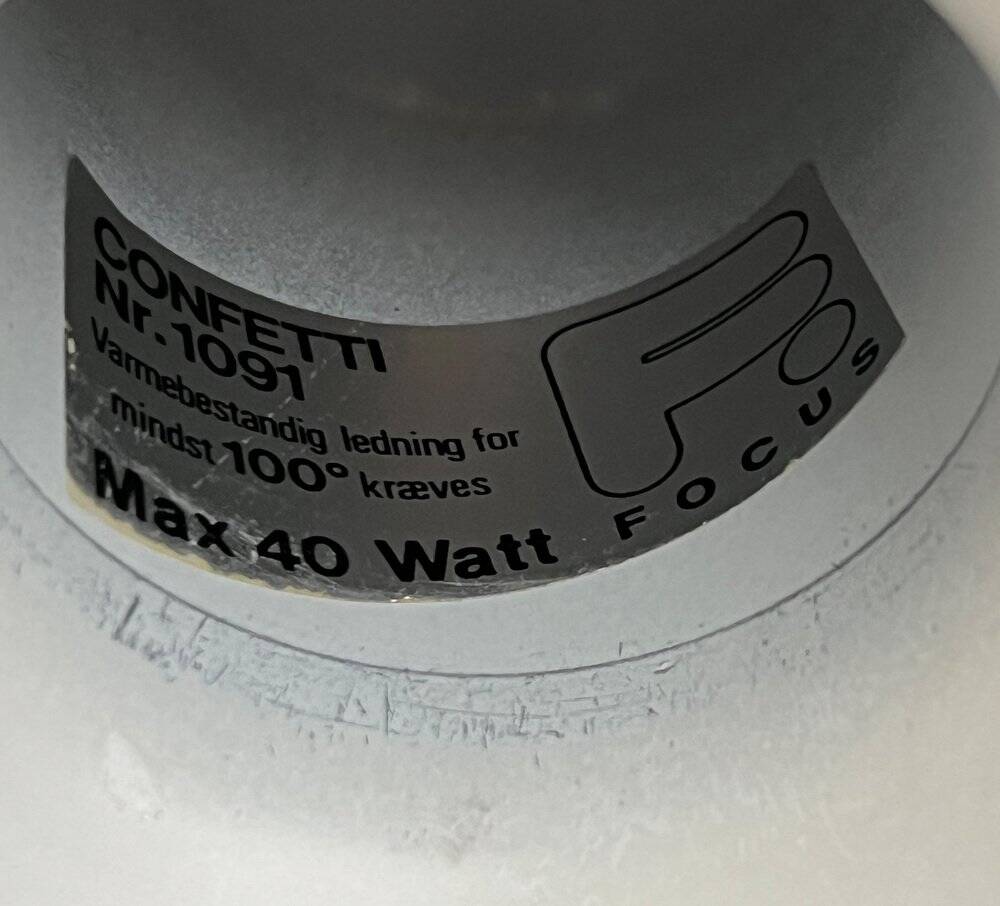 CONFETTI
Nr. 1091
Varmebestandig ledning for
mindst 100° kræves
Max 40 Watt
FOCUS